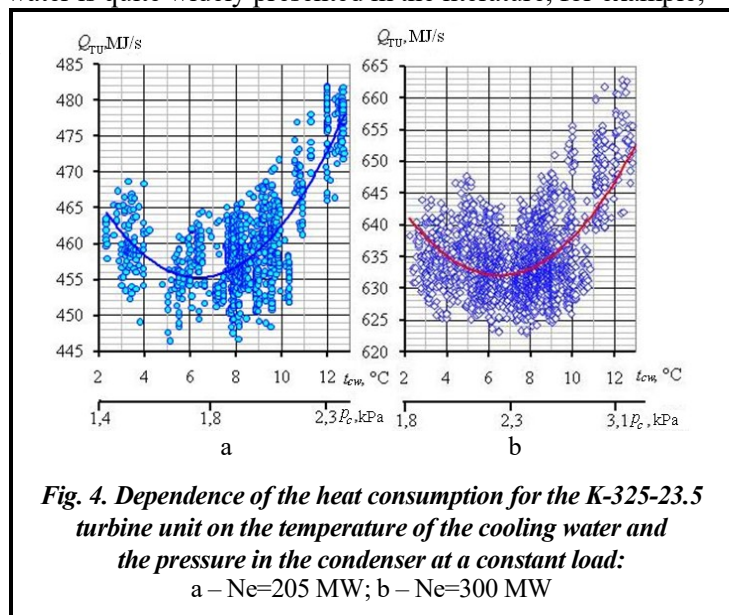 water is quite widely presented in the literature, for example,
Q_TU, MJ/s
485
480
475
470
465
460
455
450
445
2 4 6 8 10 12 t_cw, °C
1,4 1,8 2,3 p_c, kPa
a
Q_TU, MJ/s
665
660
655
650
645
640
635
630
625
620
2 4 6 8 10 12 t_cw, °C
1,8 2,3 3,1 p_c, kPa
b
Fig. 4. Dependence of the heat consumption for the K-325-23.5
turbine unit on the temperature of the cooling water and
the pressure in the condenser at a constant load:
a – Ne=205 MW; b – Ne=300 MW